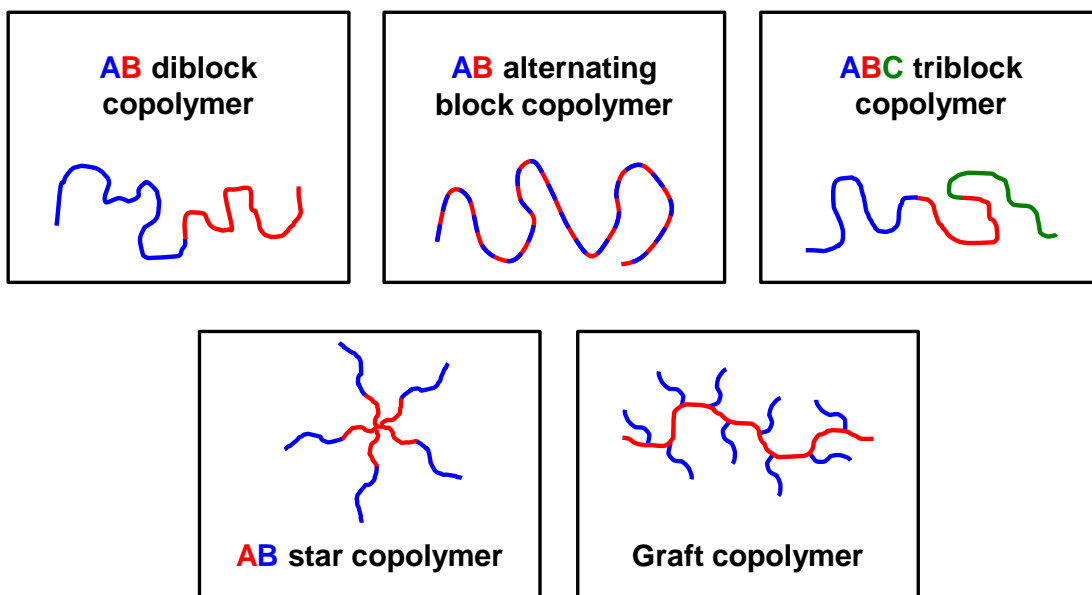 AB diblock
copolymer
AB alternating
block copolymer
ABC triblock
copolymer
AB star copolymer
Graft copolymer